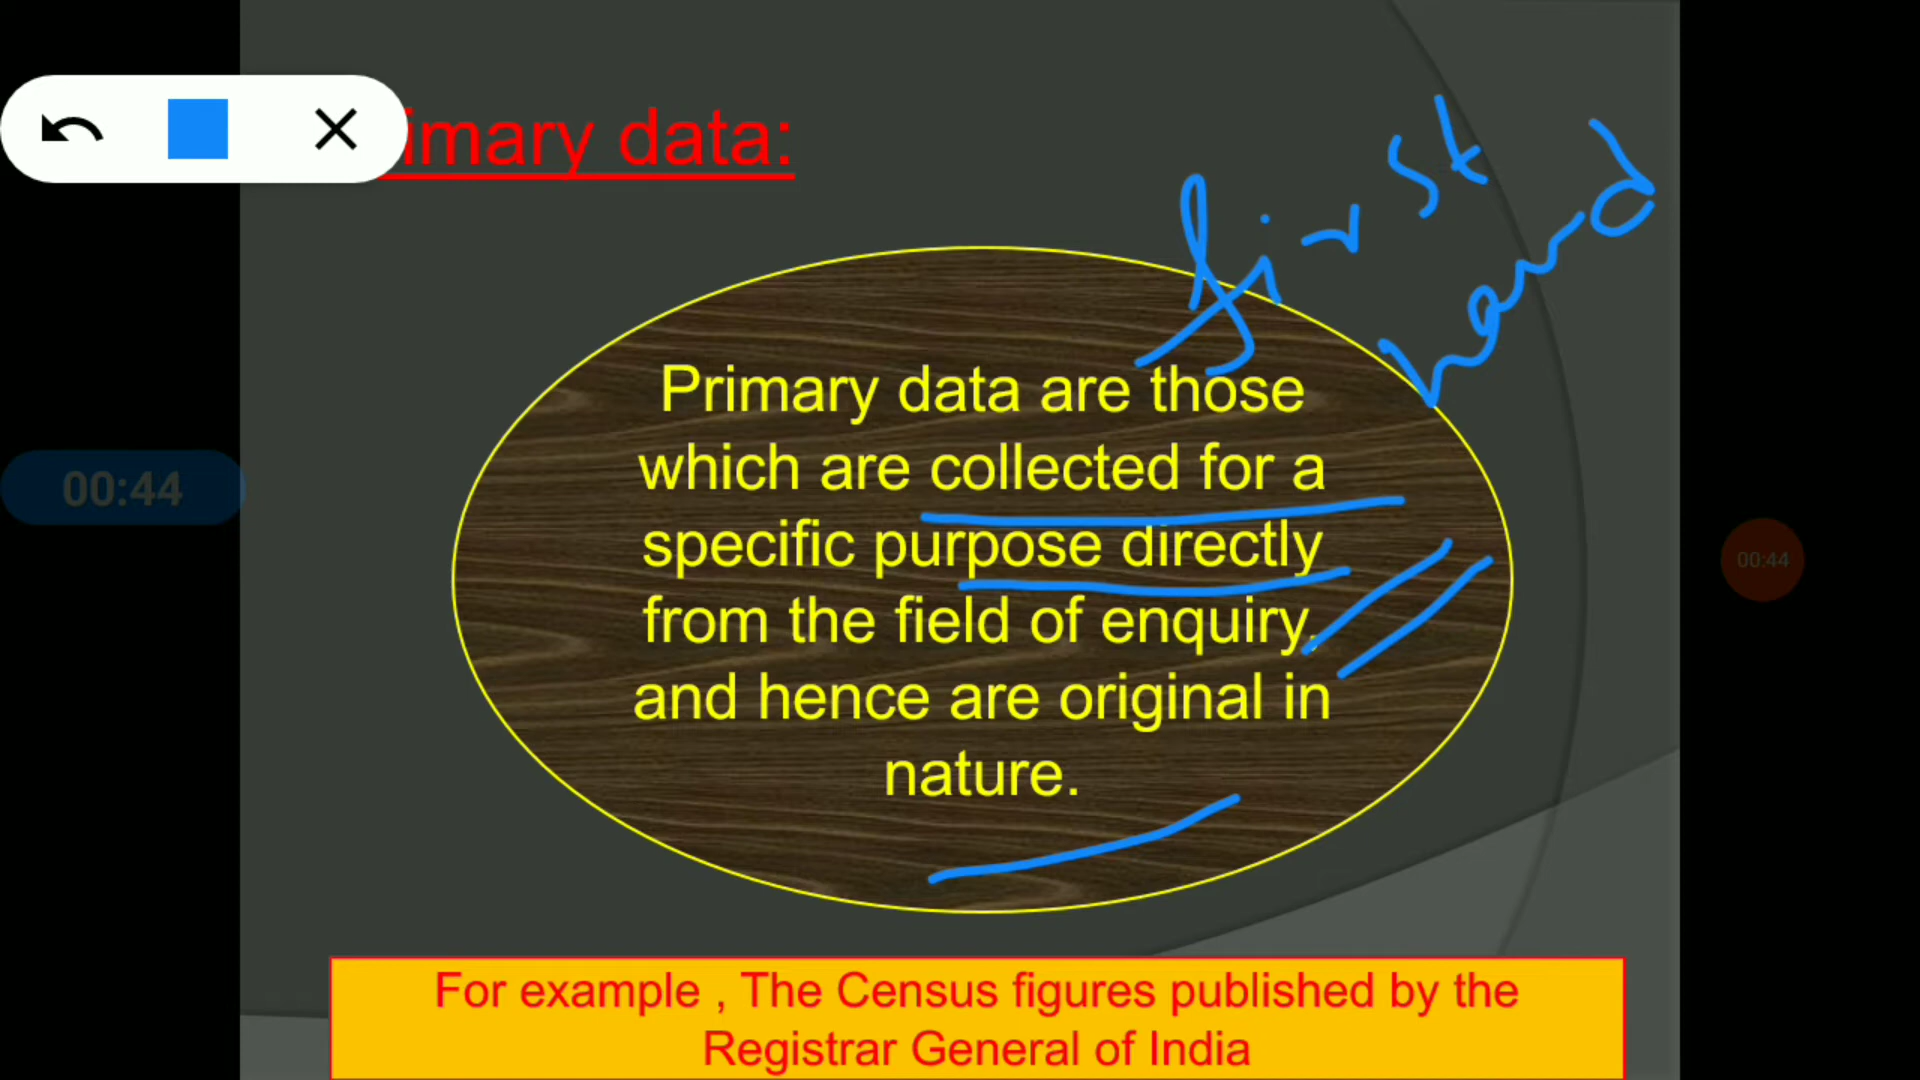 imary data:
first
hand
Primary data are those
which are collected for a
specific purpose directly
from the field of enquiry,
and hence are original in
nature.
00:44
00:44
For example , The Census figures published by the
Registrar General of India